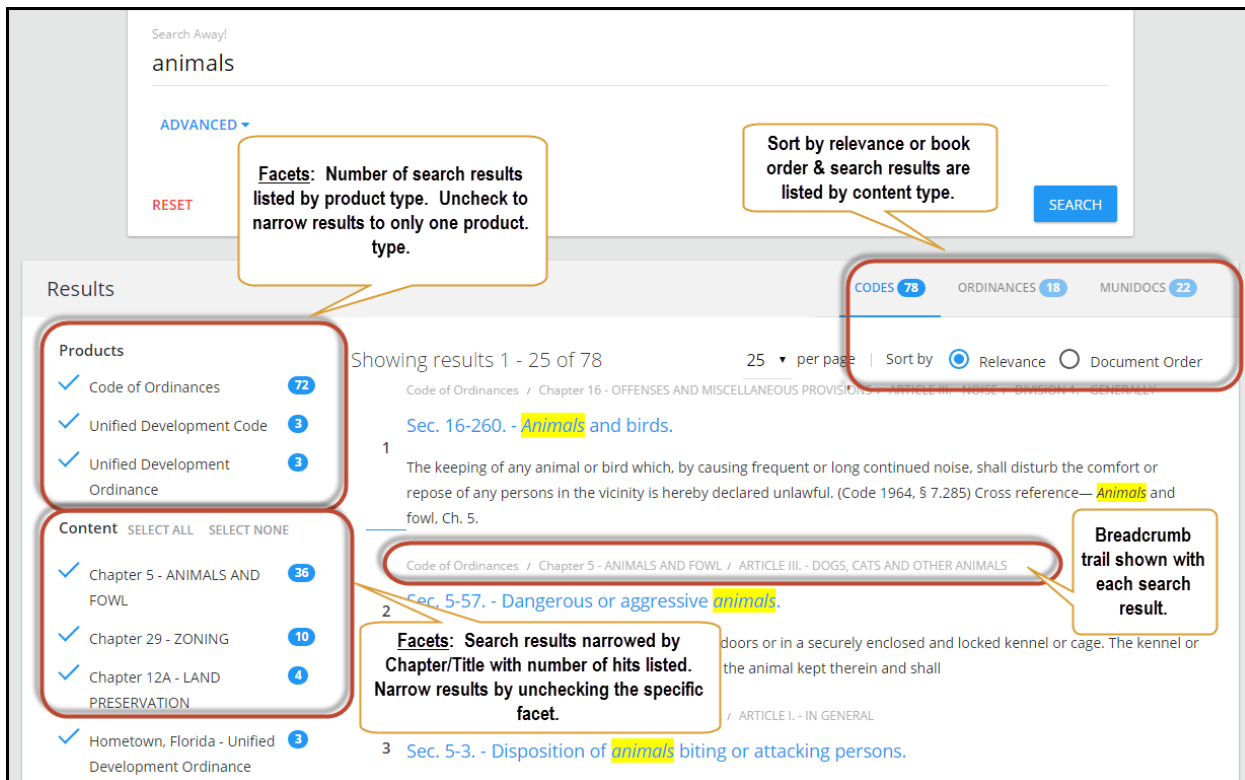 Search Away!
animals
ADVANCED
Facets: Number of search results
listed by product type. Uncheck to
narrow results to only one product.
type.
Sort by relevance or book
order & search results are
listed by content type.
RESET
SEARCH
Results
CODES 78 ORDINANCES 18 MUNIDOCS 22
Products
Code of Ordinances 72
Unified Development Code 3
Unified Development 3
Ordinance
Content SELECT ALL SELECT NONE
Chapter 5 - ANIMALS AND 36
FOWL
Chapter 29 - ZONING 10
Chapter 12A - LAND 4
PRESERVATION
Hometown, Florida - Unified 3
Development Ordinance
Showing results 1 - 25 of 78
25 per page | Sort by Relevance Document Order
Code of Ordinances / Chapter 16 - OFFENSES AND MISCELLANEOUS PROVISIONS / ARTICLE III. - NOISE / DIVISION 1. - GENERALLY
1
Sec. 16-260. - Animals and birds.
The keeping of any animal or bird which, by causing frequent or long continued noise, shall disturb the comfort or
repose of any persons in the vicinity is hereby declared unlawful. (Code 1964, § 7.285) Cross reference— Animals and
fowl, Ch. 5.
Breadcrumb
trail shown with
each search
result.
Code of Ordinances / Chapter 5 - ANIMALS AND FOWL / ARTICLE III. - DOGS, CATS AND OTHER ANIMALS
2
Sec. 5-57. - Dangerous or aggressive animals.
Facets: Search results narrowed by
Chapter/Title with number of hits listed.
Narrow results by unchecking the specific
facet.
doors or in a securely enclosed and locked kennel or cage. The kennel or
the animal kept therein and shall
/ ARTICLE I. - IN GENERAL
3 Sec. 5-3. - Disposition of animals biting or attacking persons.